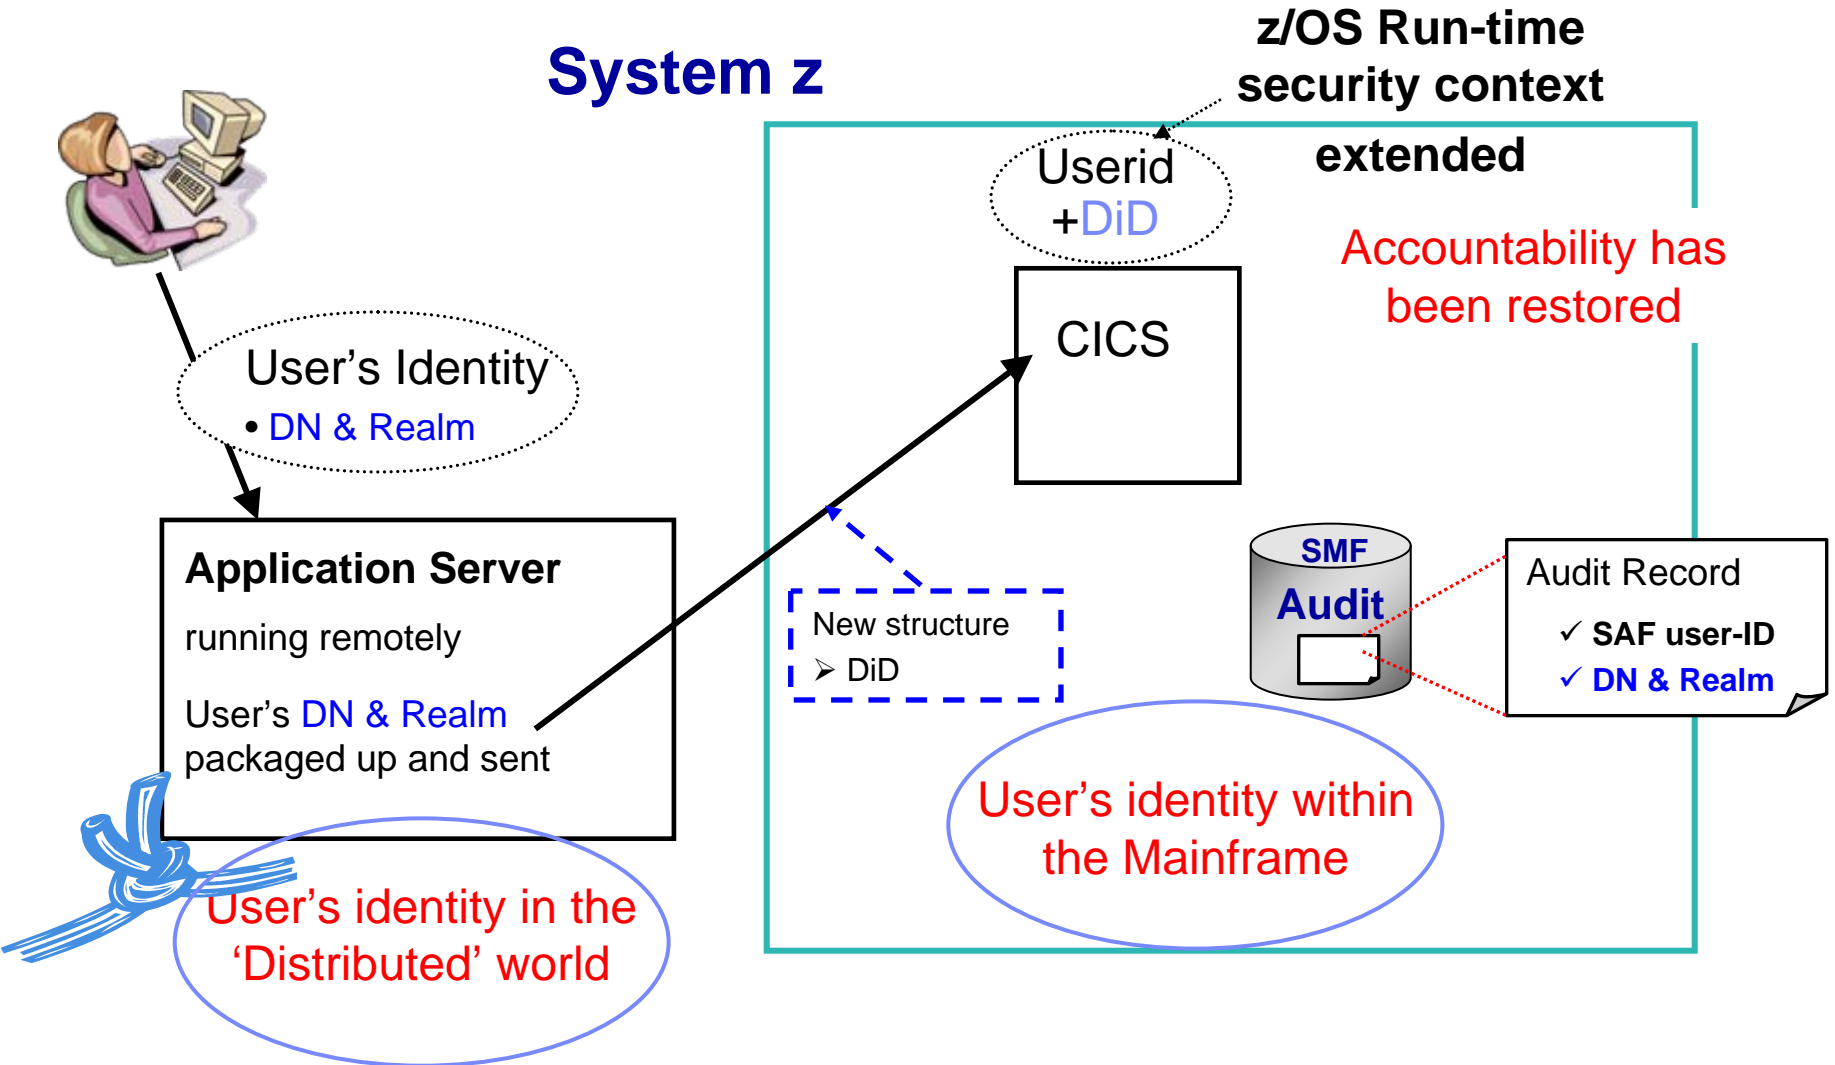 System z
z/OS Run-time
security context
extended
Userid
+DiD
Accountability has
been restored
CICS
User’s Identity
• DN & Realm
Application Server
running remotely
User’s DN & Realm
packaged up and sent
New structure
➢ DiD
SMF
Audit
Audit Record
✓ SAF user-ID
✓ DN & Realm
User’s identity within
the Mainframe
User’s identity in the
‘Distributed’ world